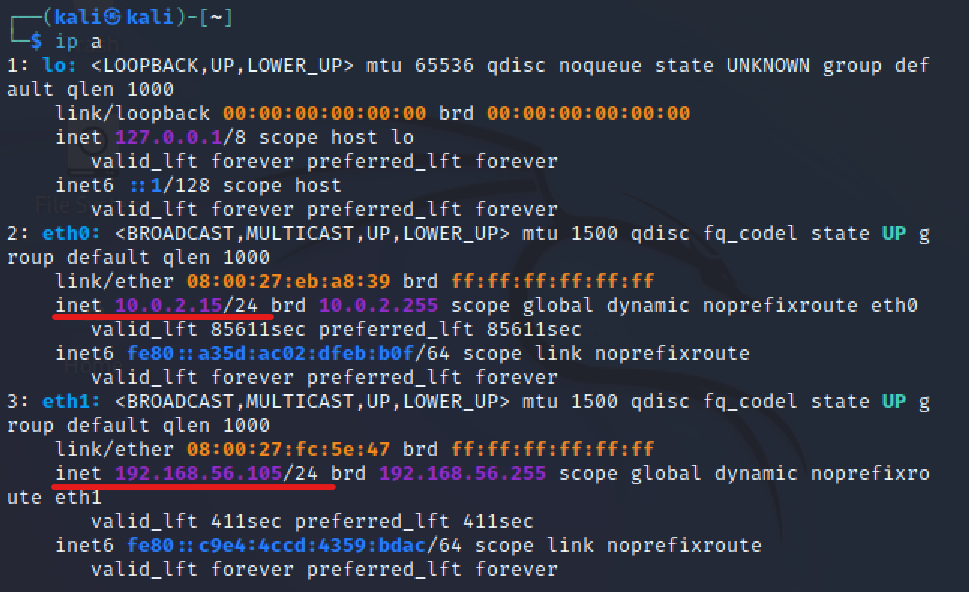 ┌──(kali㉿kali)-[~]
└─$ ip a
1: lo: <LOOPBACK,UP,LOWER_UP> mtu 65536 qdisc noqueue state UNKNOWN group def
ault qlen 1000
    link/loopback 00:00:00:00:00:00 brd 00:00:00:00:00:00
    inet 127.0.0.1/8 scope host lo
       valid_lft forever preferred_lft forever
    inet6 ::1/128 scope host
       valid_lft forever preferred_lft forever
2: eth0: <BROADCAST,MULTICAST,UP,LOWER_UP> mtu 1500 qdisc fq_codel state UP g
roup default qlen 1000
    link/ether 08:00:27:eb:a8:39 brd ff:ff:ff:ff:ff:ff
    inet 10.0.2.15/24 brd 10.0.2.255 scope global dynamic noprefixroute eth0
       valid_lft 85611sec preferred_lft 85611sec
    inet6 fe80::a35d:ac02:dfeb:b0f/64 scope link noprefixroute
       valid_lft forever preferred_lft forever
3: eth1: <BROADCAST,MULTICAST,UP,LOWER_UP> mtu 1500 qdisc fq_codel state UP g
roup default qlen 1000
    link/ether 08:00:27:fc:5e:47 brd ff:ff:ff:ff:ff:ff
    inet 192.168.56.105/24 brd 192.168.56.255 scope global dynamic noprefixro
ute eth1
       valid_lft 411sec preferred_lft 411sec
    inet6 fe80::c9e4:4ccd:4359:bdac/64 scope link noprefixroute
       valid_lft forever preferred_lft forever